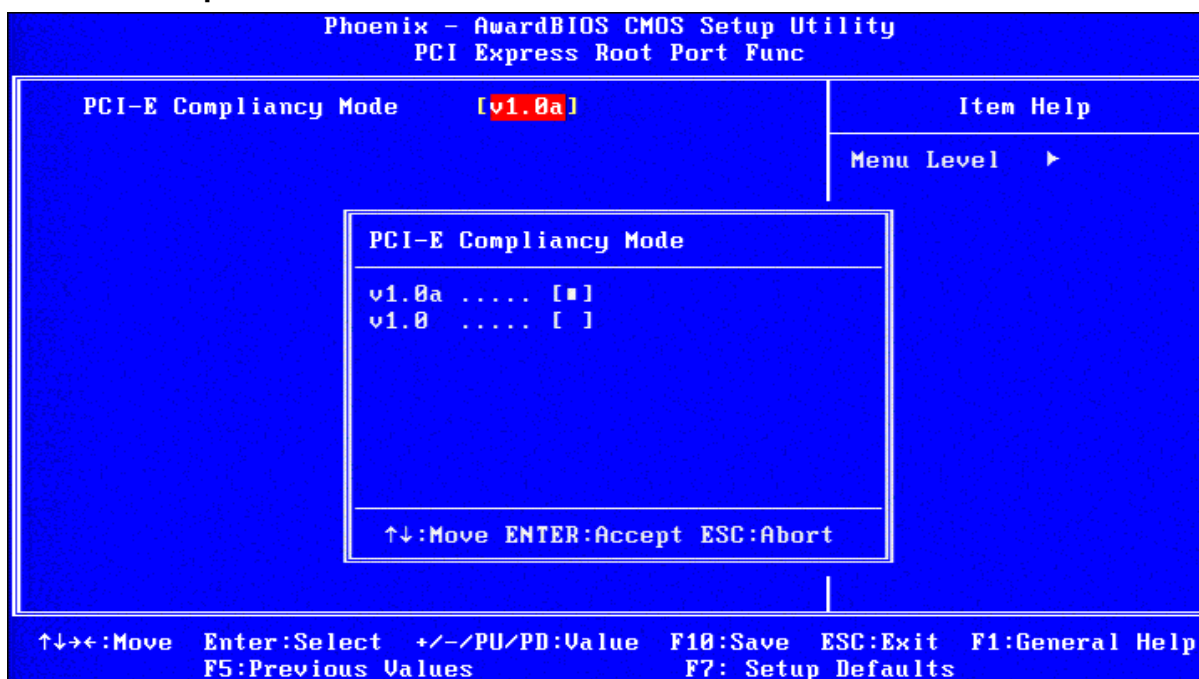 Phoenix - AwardBIOS CMOS Setup Utility
PCI Express Root Port Func
PCI-E Compliancy Mode [v1.0a]
Item Help
Menu Level ►
PCI-E Compliancy Mode
v1.0a ..... [■]
v1.0 ..... [ ]
↑↓:Move ENTER:Accept ESC:Abort
↑↓→←:Move Enter:Select +/-/PU/PD:Value F10:Save ESC:Exit F1:General Help
F5:Previous Values F7: Setup Defaults